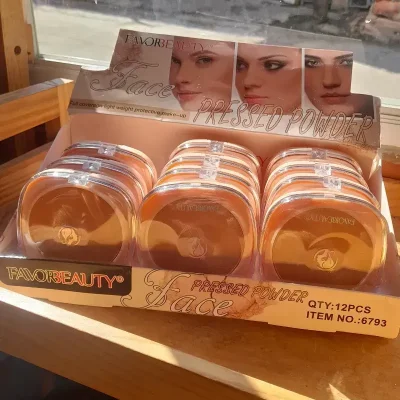 FAVORBEAUTY®
Face
PRESSED POWDER
FAVORBEAUTY®
Face
PRESSED POWDER
QTY:12PCS
ITEM NO.:6793